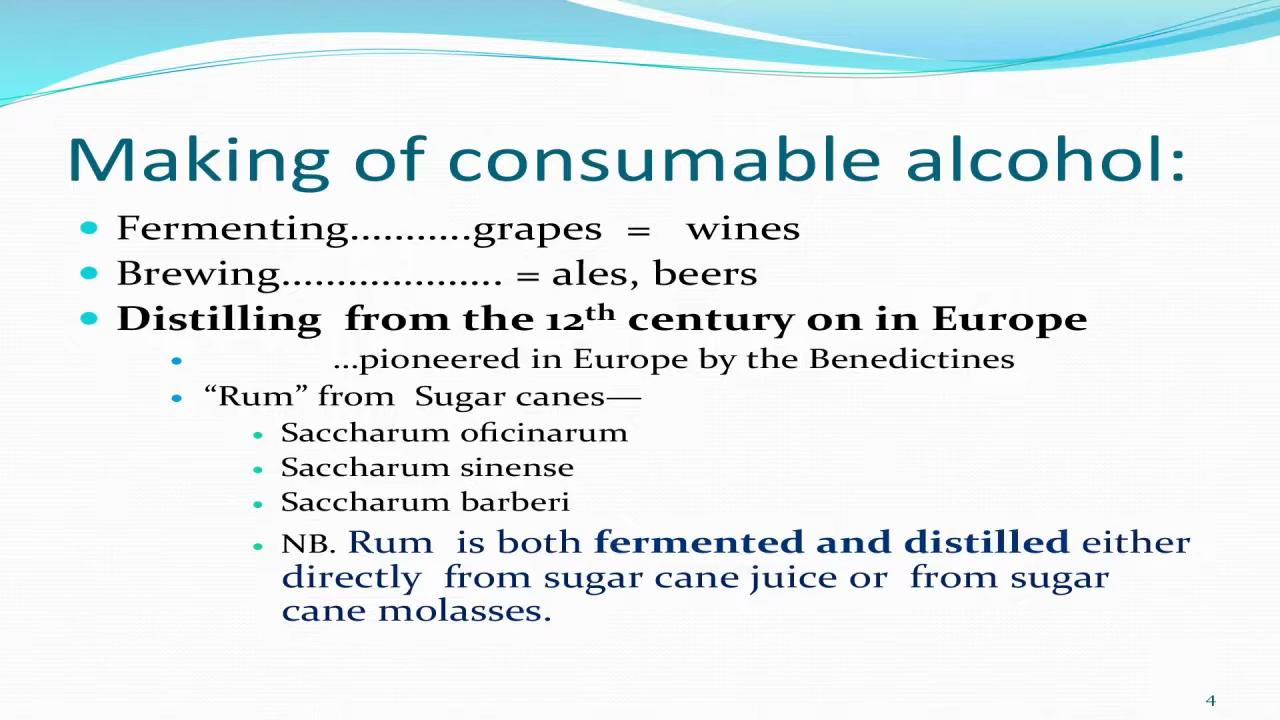 Making of consumable alcohol:
Fermenting...........grapes = wines
Brewing.................... = ales, beers
Distilling from the 12th century on in Europe
...pioneered in Europe by the Benedictines
“Rum” from Sugar canes—
Saccharum oficinarum
Saccharum sinense
Saccharum barberi
NB. Rum is both fermented and distilled either
directly from sugar cane juice or from sugar
cane molasses.
4